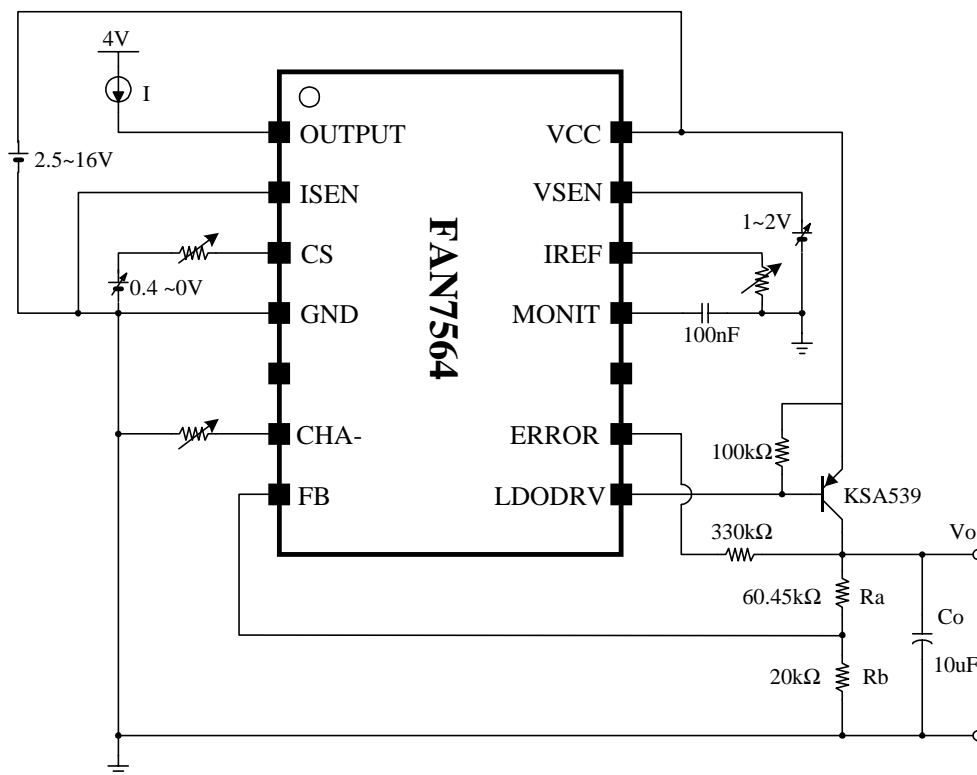 4V
I
2.5~16V
OUTPUT
VCC
ISEN
VSEN
1~2V
CS
IREF
0.4 ~0V
GND
MONIT
100nF
FAN7564
CHA-
ERROR
100kΩ
FB
LDODRV
KSA539
330kΩ
Vo
60.45kΩ
Ra
Co
10uF
20kΩ
Rb